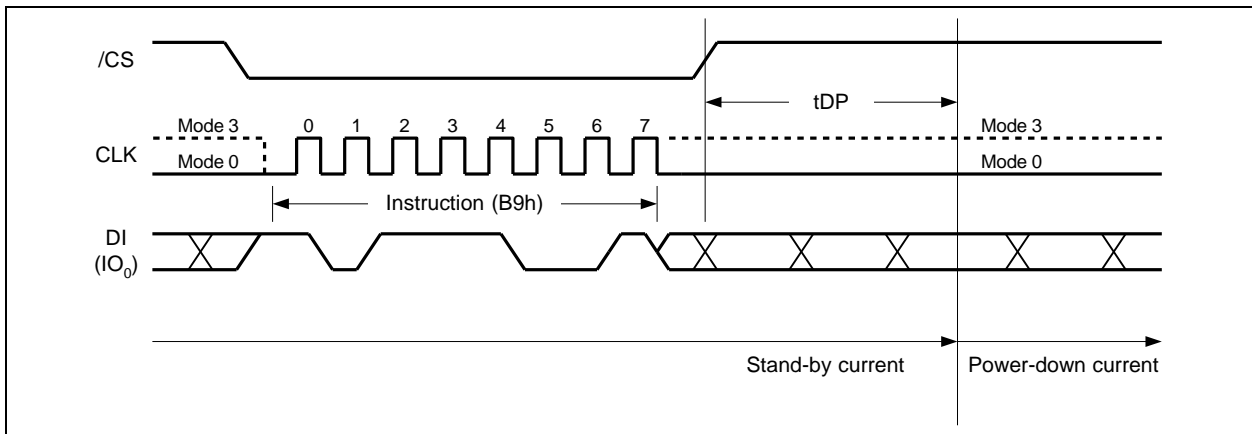 /CS
tDP
0 1 2 3 4 5 6 7
Mode 3 Mode 3
CLK
Mode 0 Mode 0
Instruction (B9h)
DI
(IO₀)
Stand-by current Power-down current